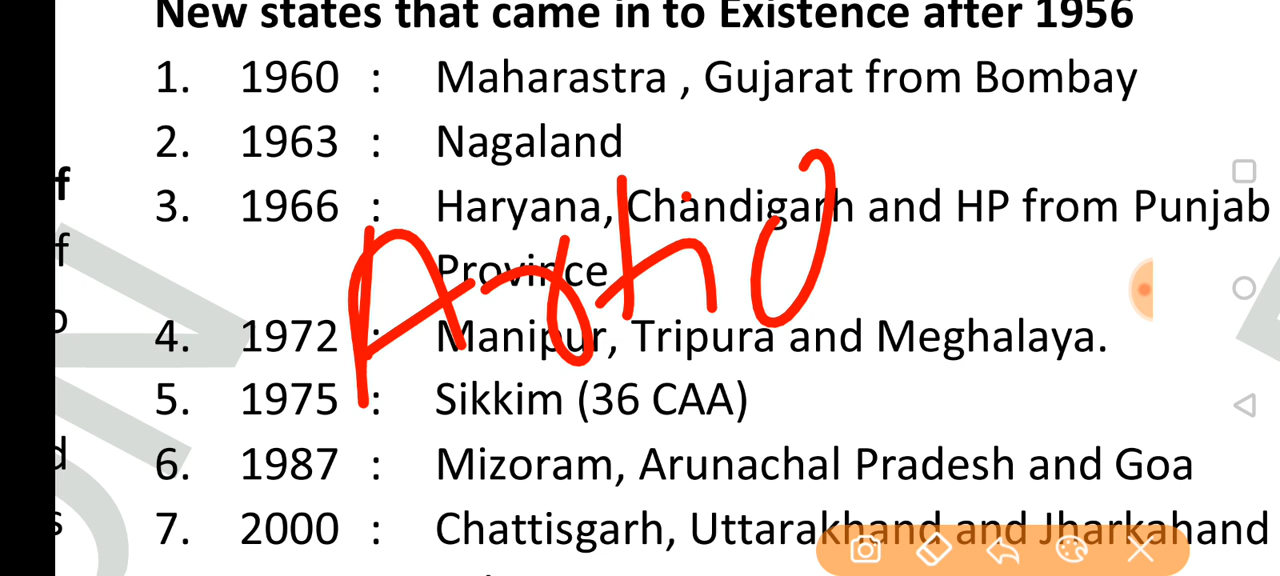 New states that came in to Existence after 1956
1. 1960 : Maharastra , Gujarat from Bombay
2. 1963 : Nagaland
3. 1966 : Haryana, Chandigarh and HP from Punjab
Province
4. 1972 : Manipur, Tripura and Meghalaya.
5. 1975 : Sikkim (36 CAA)
6. 1987 : Mizoram, Arunachal Pradesh and Goa
7. 2000 : Chattisgarh, Uttarakhand and Jharkahand